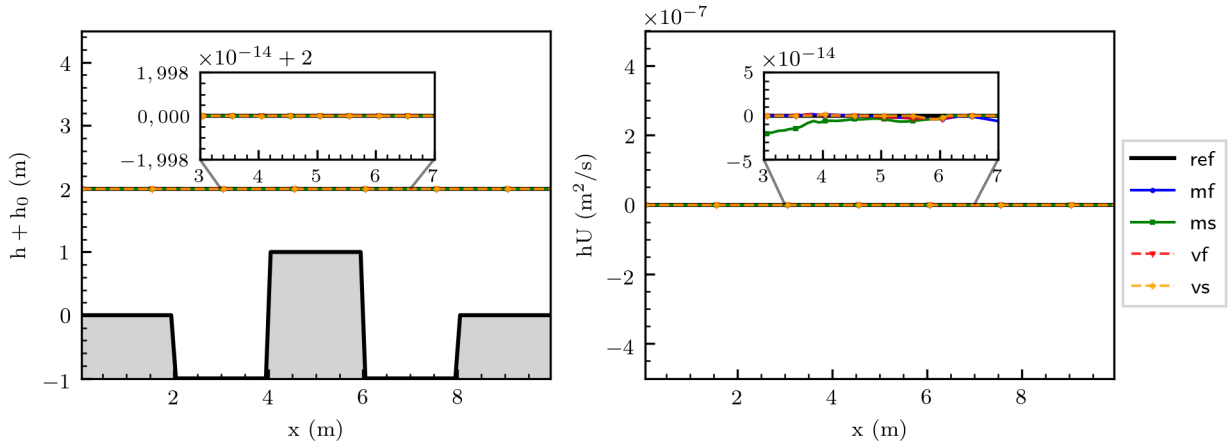 ×10⁻¹⁴ + 2
1,998
0,000
−1,998
3 4 5 6 7
4
3
2
1
0
−1
h + h₀ (m)
2 4 6 8
x (m)
×10⁻⁷
×10⁻¹⁴
5
0
−5
3 4 5 6 7
4
2
0
−2
−4
hU (m²/s)
2 4 6 8
x (m)
ref
mf
ms
vf
vs